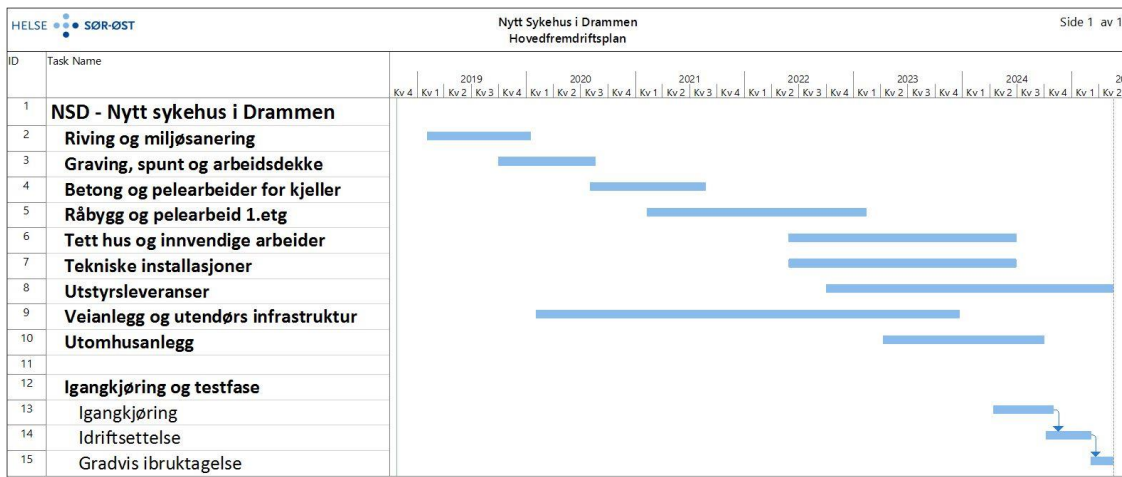 HELSE SØR-ØST
Nytt Sykehus i Drammen
Hovedfremdriftsplan
Side 1 av 1
ID Task Name
2019 2020 2021 2022 2023 2024
Kv 4 Kv 1 Kv 2 Kv 3 Kv 4 Kv 1 Kv 2 Kv 3 Kv 4 Kv 1 Kv 2 Kv 3 Kv 4 Kv 1 Kv 2 Kv 3 Kv 4 Kv 1 Kv 2 Kv 3 Kv 4 Kv 1 Kv 2 Kv 3 Kv 4 Kv 1 Kv 2
1 NSD - Nytt sykehus i Drammen
2 Riving og miljøsanering
3 Graving, spunt og arbeidsdekke
4 Betong og pelearbeider for kjeller
5 Råbygg og pelearbeid 1.etg
6 Tett hus og innvendige arbeider
7 Tekniske installasjoner
8 Utstyrsleveranser
9 Veianlegg og utendørs infrastruktur
10 Utomhusanlegg
11
12 Igangkjøring og testfase
13 Igangkjøring
14 Idriftsettelse
15 Gradvis ibruktagelse